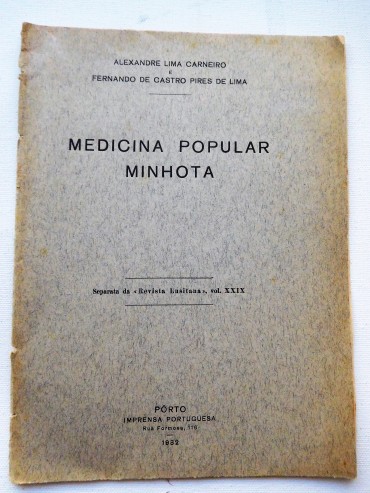 ALEXANDRE LIMA CARNEIRO
E
FERNANDO DE CASTRO PIRES DE LIMA
MEDICINA POPULAR
MINHOTA
Separata da «Revista Lusitana», vol. XXIX
PÔRTO
IMPRENSA PORTUGUESA
Rua Formosa, 116
1932